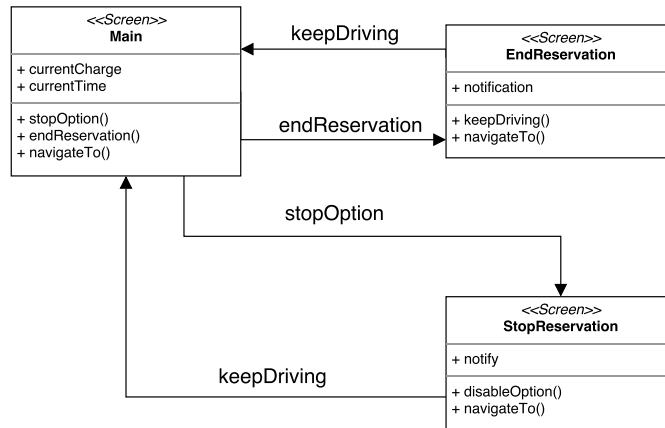 <<Screen>>
Main
+ currentCharge
+ currentTime
+ stopOption()
+ endReservation()
+ navigateTo()
keepDriving
endReservation
<<Screen>>
EndReservation
+ notification
+ keepDriving()
+ navigateTo()
stopOption
keepDriving
<<Screen>>
StopReservation
+ notify
+ disableOption()
+ navigateTo()